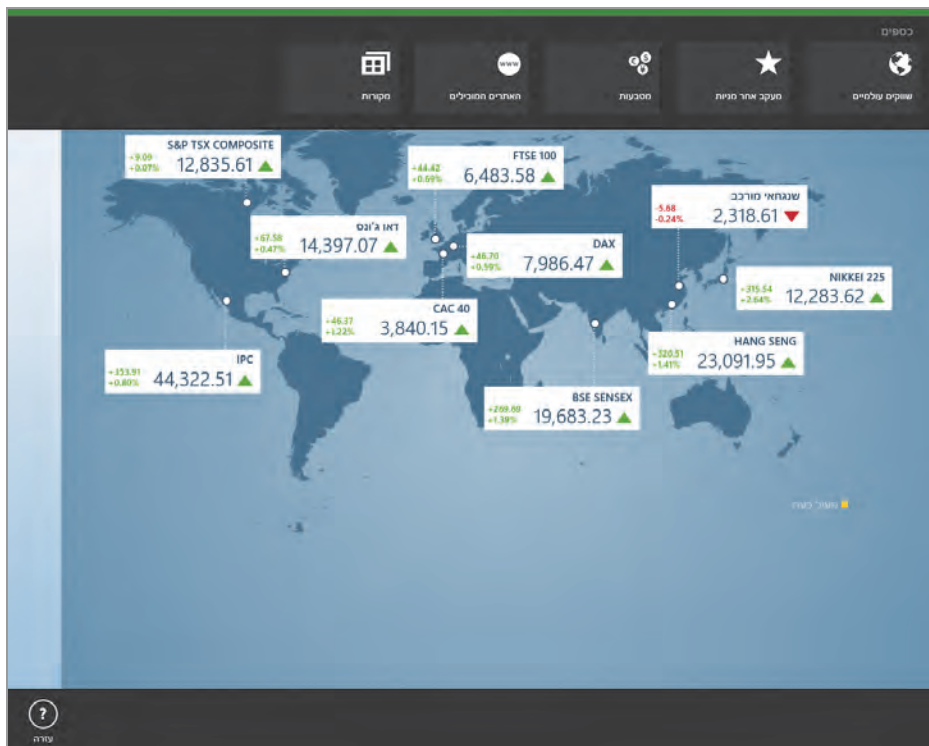 כספים
שווקים עולמיים
מעקב אחר מניות
מטבעות
האתרים המובילים
www
מקורות
S&P TSX COMPOSITE
+9.09
+0.07%
12,835.61
FTSE 100
+44.42
+0.69%
6,483.58
שנגחאי מורכב
-5.68
-0.24%
2,318.61
דאו ג'ונס
+67.58
+0.47%
14,397.07
DAX
+46.70
+0.59%
7,986.47
NIKKEI 225
+315.54
+2.64%
12,283.62
CAC 40
+46.37
+1.22%
3,840.15
HANG SENG
+320.51
+1.41%
23,091.95
IPC
+353.91
+0.80%
44,322.51
BSE SENSEX
+1.39%
19,683.23
?
עזרה